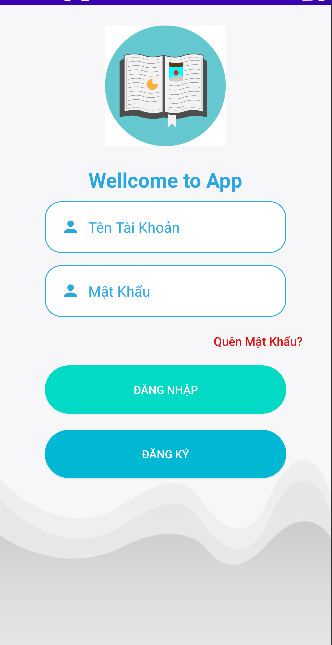 Wellcome to App
Tên Tài Khoản
Mật Khẩu
Quên Mật Khẩu?
ĐĂNG NHẬP
ĐĂNG KÝ